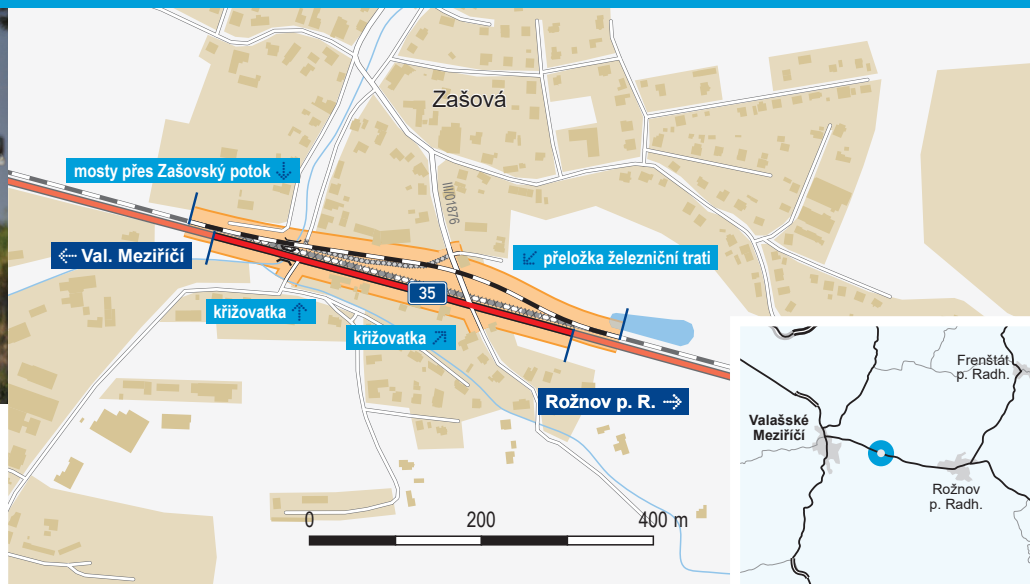 Zašová
mosty přes Zašovský potok
III/01876
Val. Meziříčí
přeložka železniční trati
35
křižovatka
křižovatka
Rožnov p. R.
0 200 400 m
Frenštát
p. Radh.
Valašské
Meziříčí
Rožnov
p. Radh.